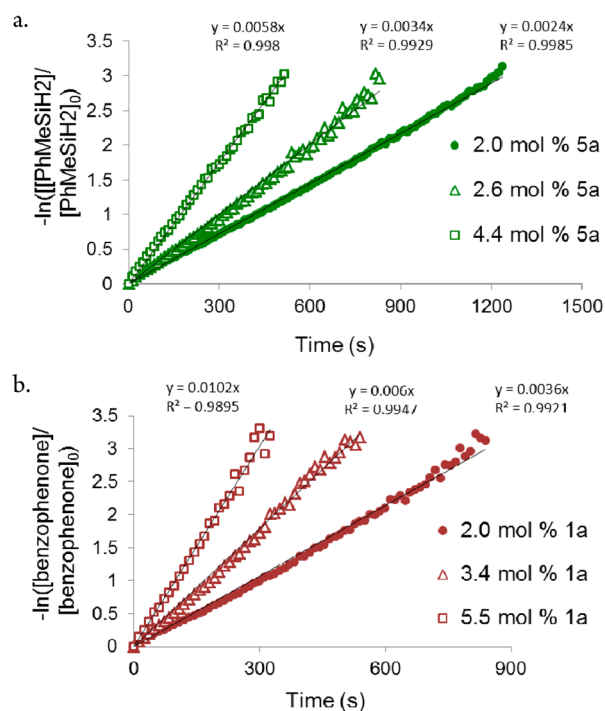 a.
y = 0.0058x
R² = 0.998
y = 0.0034x
R² = 0.9929
y = 0.0024x
R² = 0.9985
-ln([[PhMeSiH2]/
[PhMeSiH2]0)
3.5
3
2.5
2
1.5
1
0.5
0
2.0 mol % 5a
2.6 mol % 5a
4.4 mol % 5a
0 300 600 900 1200 1500
Time (s)
b.
y = 0.0102x
R² – 0.9895
y = 0.006x
R² = 0.9947
y = 0.0036x
R² = 0.9921
-ln([benzophenone]/
[benzophenone]0)
3.5
3
2.5
2
1.5
1
0.5
0
2.0 mol % 1a
3.4 mol % 1a
5.5 mol % 1a
0 300 600 900
Time (s)